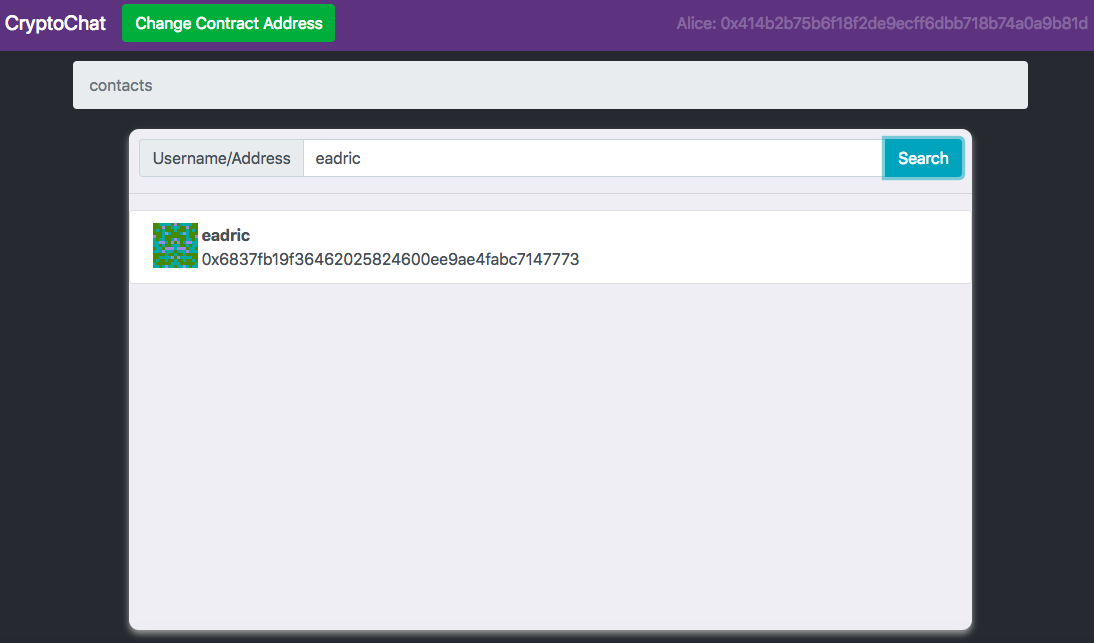 CryptoChat Change Contract Address Alice: 0x414b2b75b6f18f2de9ecff6dbb718b74a0a9b81d
contacts
Username/Address eadric Search
eadric
0x6837fb19f36462025824600ee9ae4fabc7147773